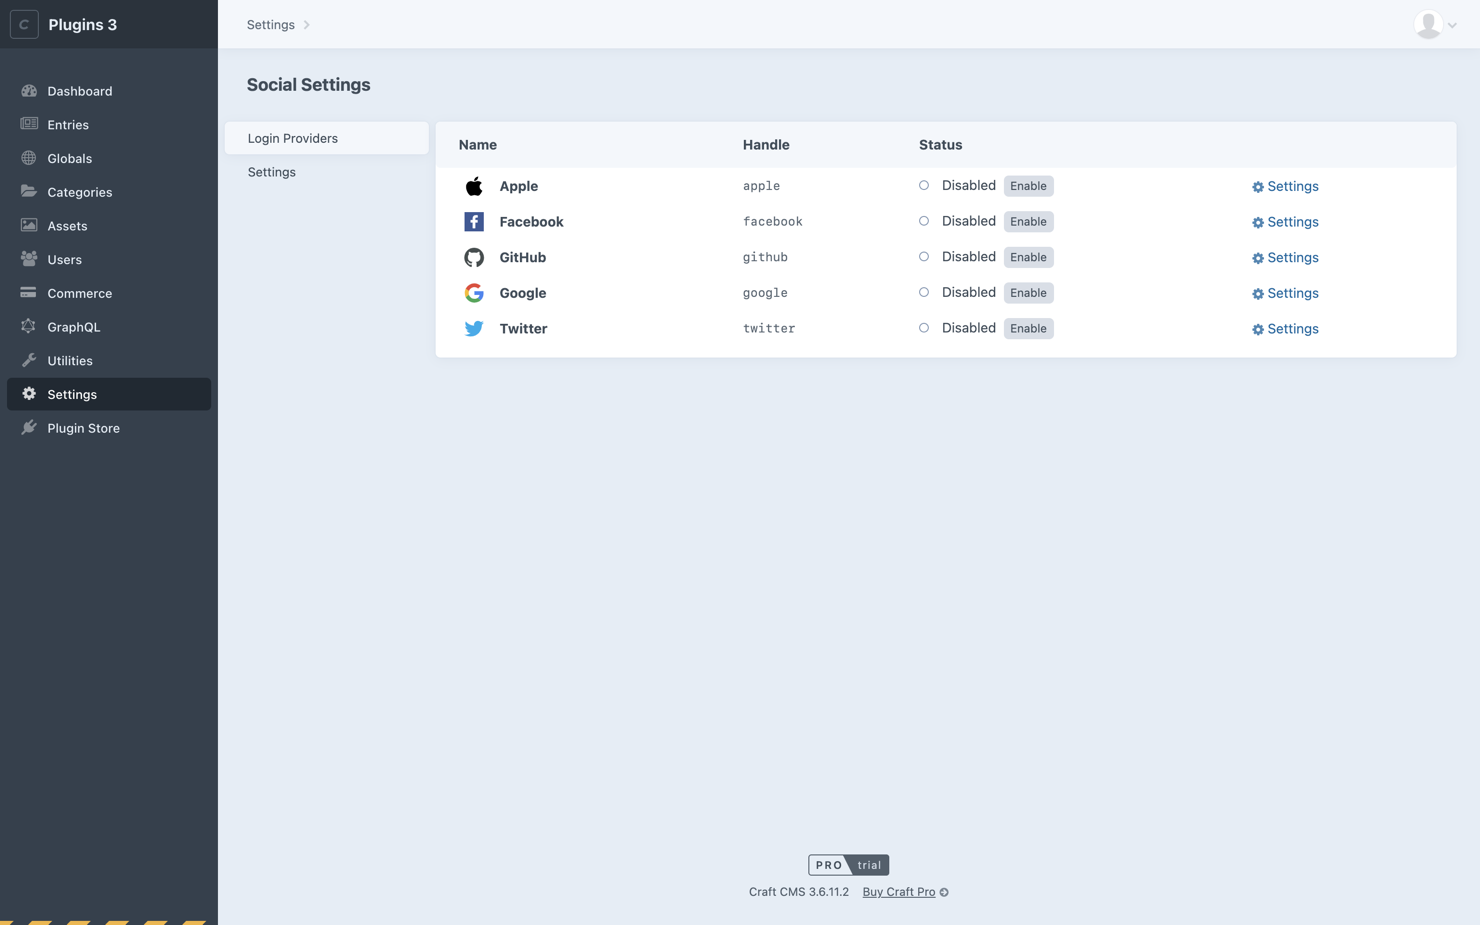 C Plugins 3
Settings
Dashboard
Entries
Globals
Categories
Assets
Users
Commerce
GraphQL
Utilities
Settings
Plugin Store
Social Settings
Login Providers
Settings
Name Handle Status
Apple apple Disabled Enable Settings
Facebook facebook Disabled Enable Settings
GitHub github Disabled Enable Settings
Google google Disabled Enable Settings
Twitter twitter Disabled Enable Settings
PRO trial
Craft CMS 3.6.11.2 Buy Craft Pro